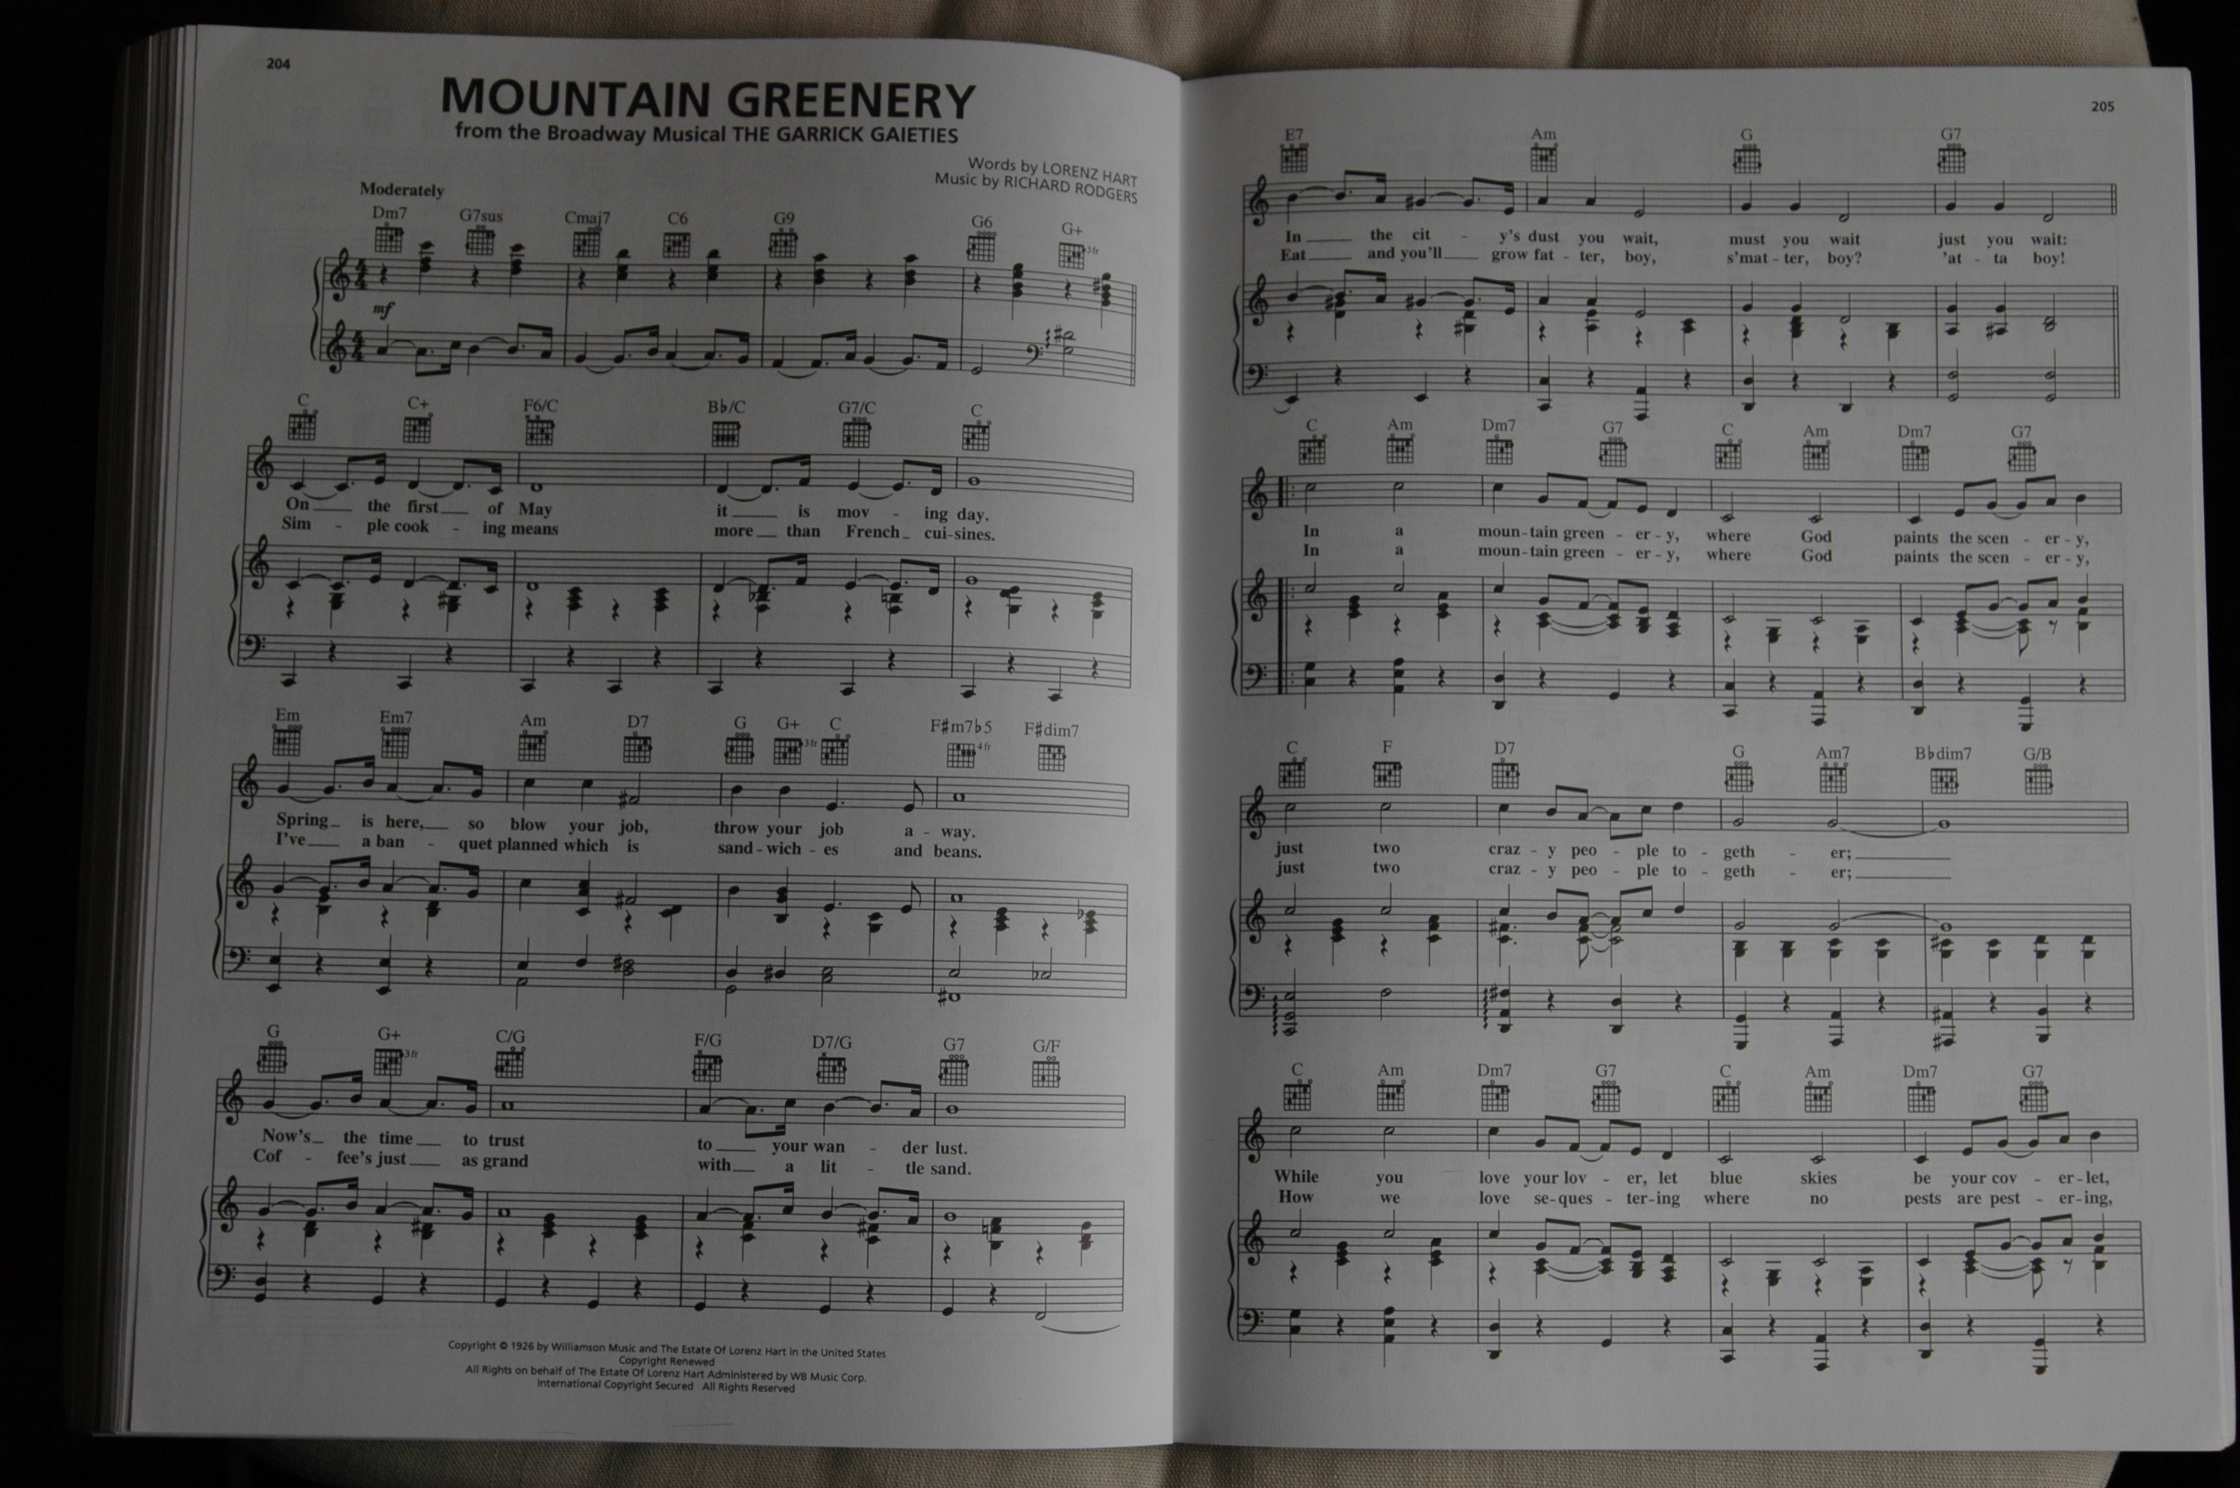 204
MOUNTAIN GREENERY
from the Broadway Musical THE GARRICK GAIETIES
Words by LORENZ HART
Music by RICHARD RODGERS
Moderately
Dm7 G7sus Cmaj7 C6 G9 G6 G+
mf
C C+ F6/C B♭/C G7/C C
On the first of May it is mov - ing day.
Sim - ple cook - ing means more than French cui - sines.
Em Em7 Am D7 G G+ C F♯m7♭5 F♯dim7
Spring is here, so blow your job, throw your job a - way.
I've a ban - quet planned which is sand - wich - es and beans.
G G+ C/G F/G D7/G G7 G/F
Now's the time to trust to your wan - der lust.
Cof - fee's just as grand with a lit - tle sand.
Copyright © 1926 by Williamson Music and The Estate Of Lorenz Hart in the United States
Copyright Renewed
All Rights on behalf of The Estate Of Lorenz Hart Administered by WB Music Corp.
International Copyright Secured All Rights Reserved
205
E7 Am G G7
In the cit - y's dust you wait, must you wait just you wait:
Eat and you'll grow fat - ter, boy, s'mat - ter, boy? 'at - ta boy!
C Am Dm7 G7 C Am Dm7 G7
In a moun - tain green - er - y, where God paints the scen - er - y,
In a moun - tain green - er - y, where God paints the scen - er - y,
C F D7 G Am7 B♭dim7 G/B
just two craz - y peo - ple to - geth - er;
just two craz - y peo - ple to - geth - er;
C Am Dm7 G7 C Am Dm7 G7
While you love your lov - er, let blue skies be your cov - er - let,
How we love se - ques - ter - ing where no pests are pest - er - ing,